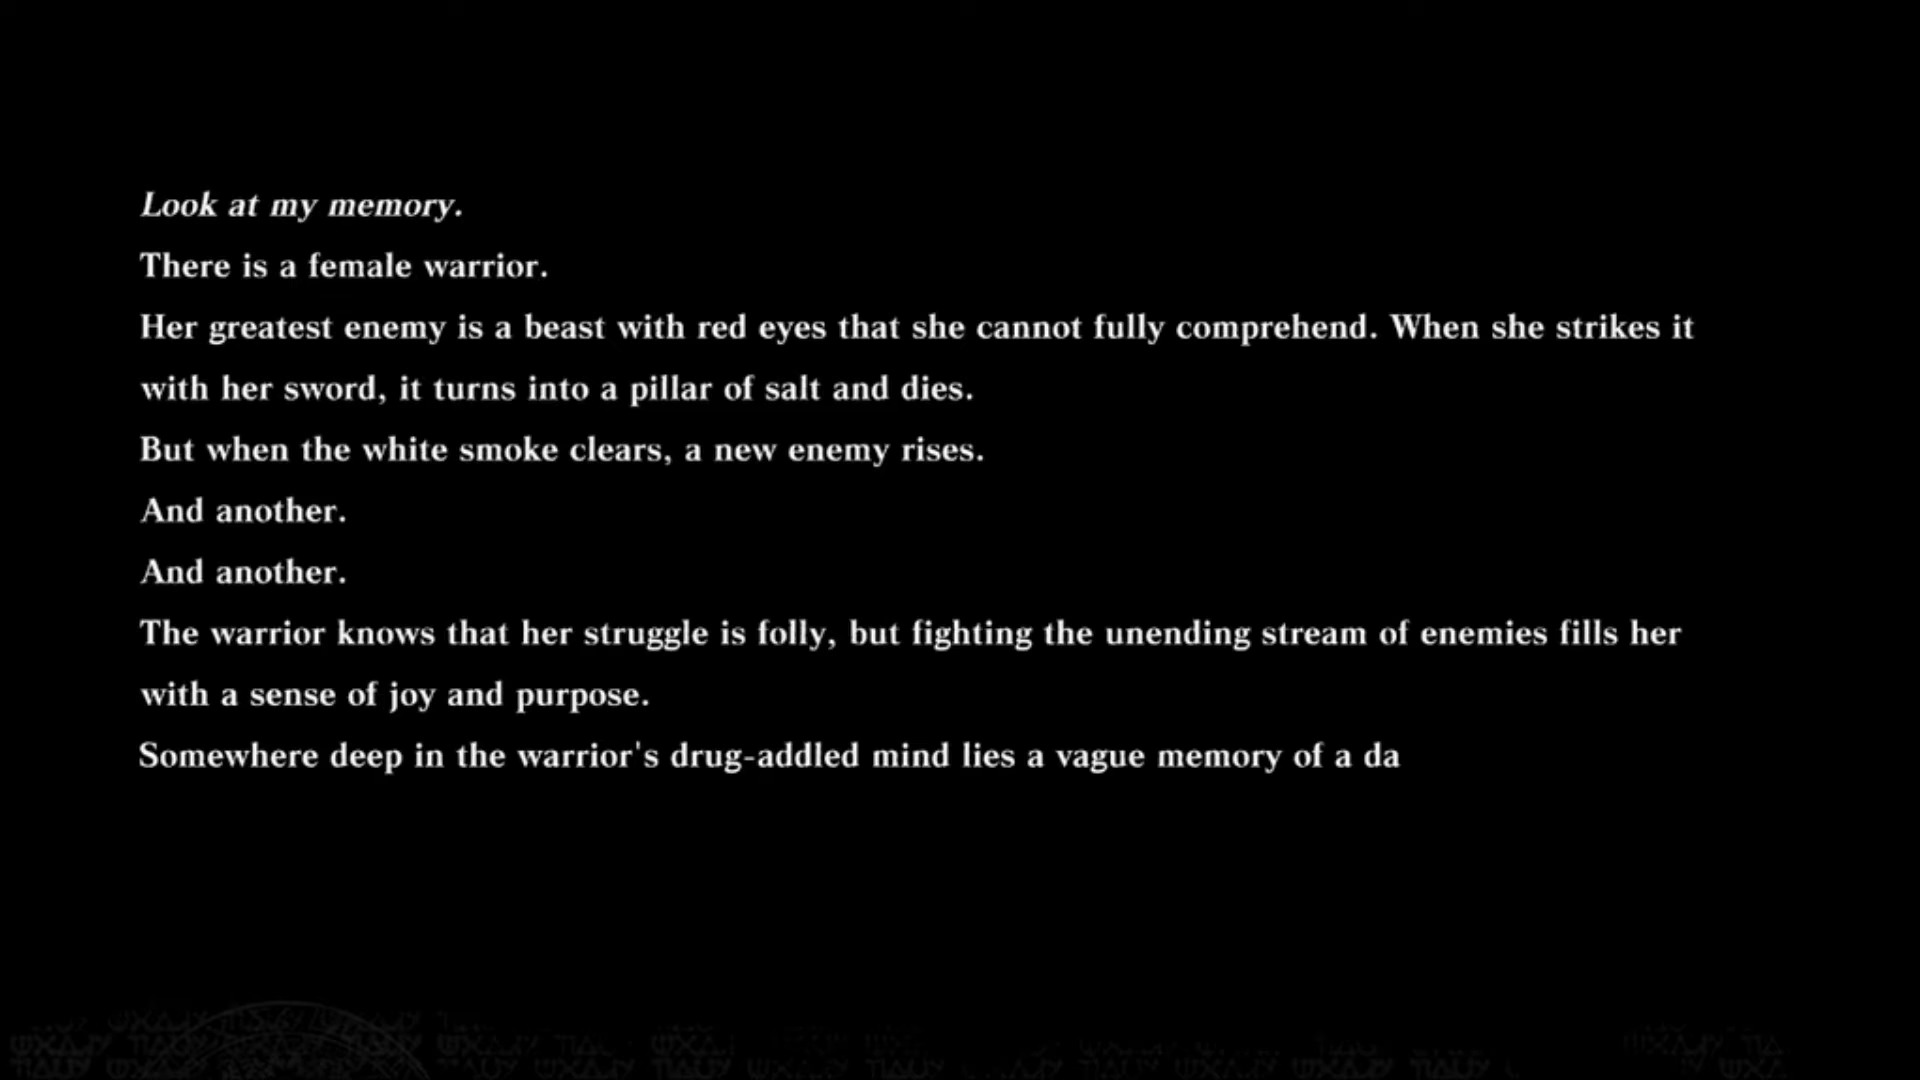 Look at my memory.
There is a female warrior.
Her greatest enemy is a beast with red eyes that she cannot fully comprehend. When she strikes it
with her sword, it turns into a pillar of salt and dies.
But when the white smoke clears, a new enemy rises.
And another.
And another.
The warrior knows that her struggle is folly, but fighting the unending stream of enemies fills her
with a sense of joy and purpose.
Somewhere deep in the warrior's drug-addled mind lies a vague memory of a da